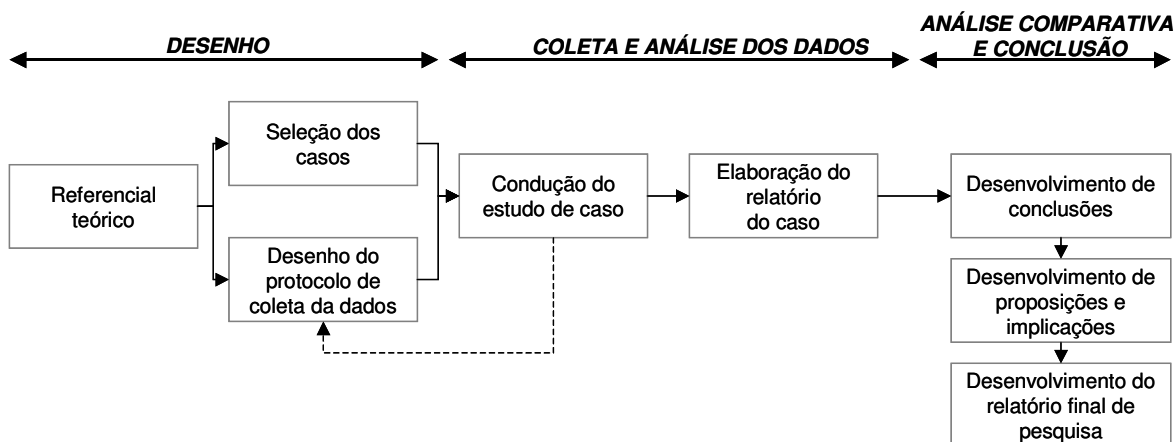 DESENHO
COLETA E ANÁLISE DOS DADOS
ANÁLISE COMPARATIVA
E CONCLUSÃO
Referencial
teórico
Seleção dos
casos
Desenho do
protocolo de
coleta da dados
Condução do
estudo de caso
Elaboração do
relatório
do caso
Desenvolvimento de
conclusões
Desenvolvimento de
proposições e
implicações
Desenvolvimento do
relatório final de
pesquisa